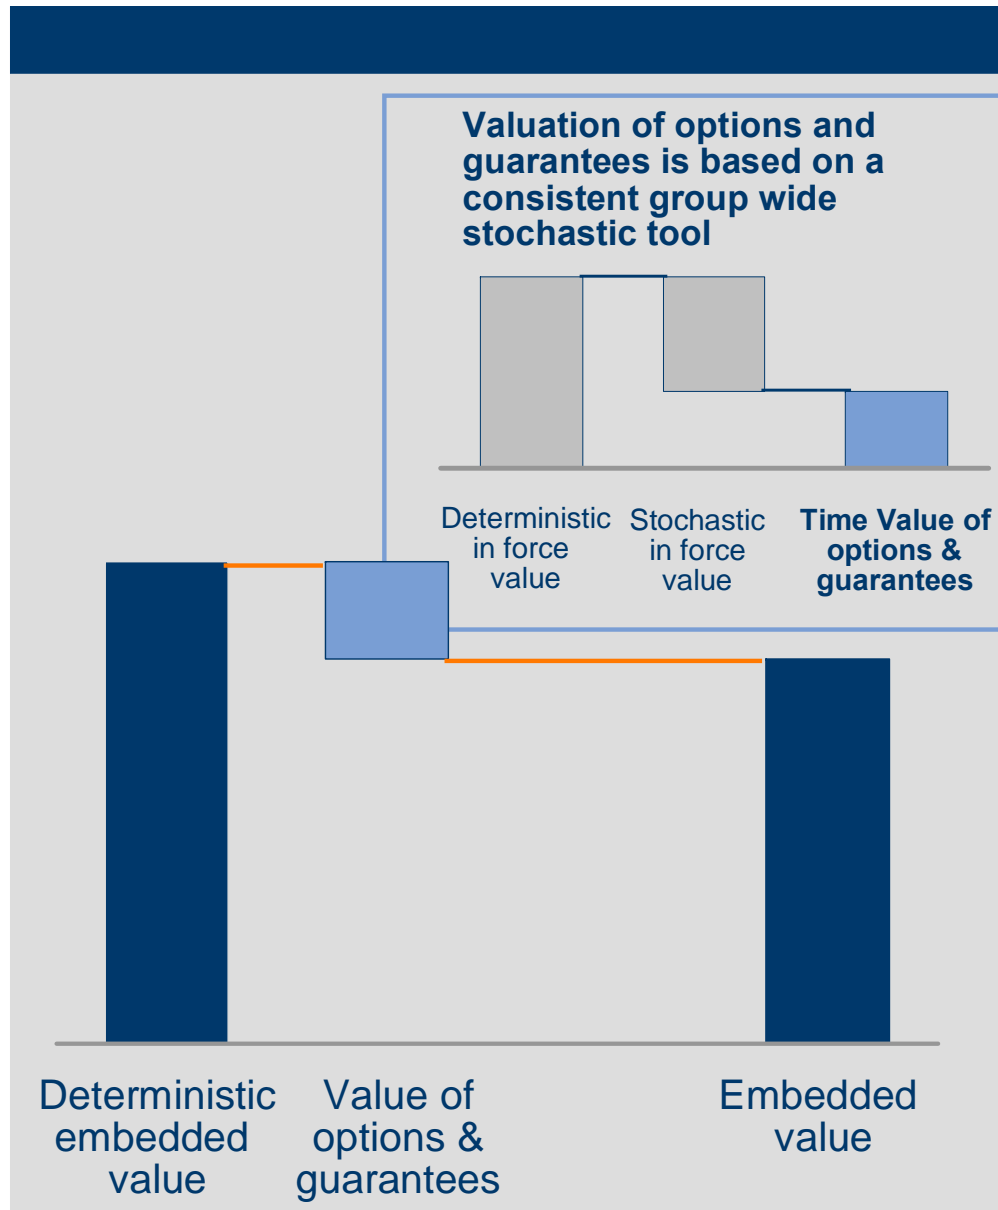 Valuation of options and
guarantees is based on a
consistent group wide
stochastic tool
Deterministic
in force
value
Stochastic
in force
value
Time Value of
options &
guarantees
Deterministic
embedded
value
Value of
options &
guarantees
Embedded
value